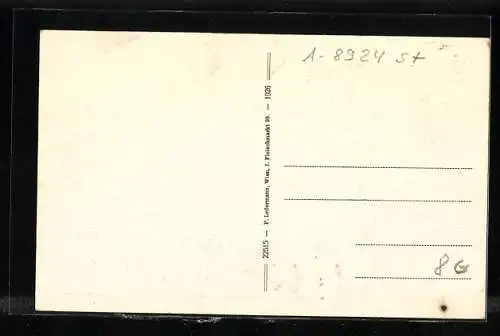 A-8924 St
22515 — P. Ledermann, Wien, I. Fleischmarkt 20. — 1926
8G